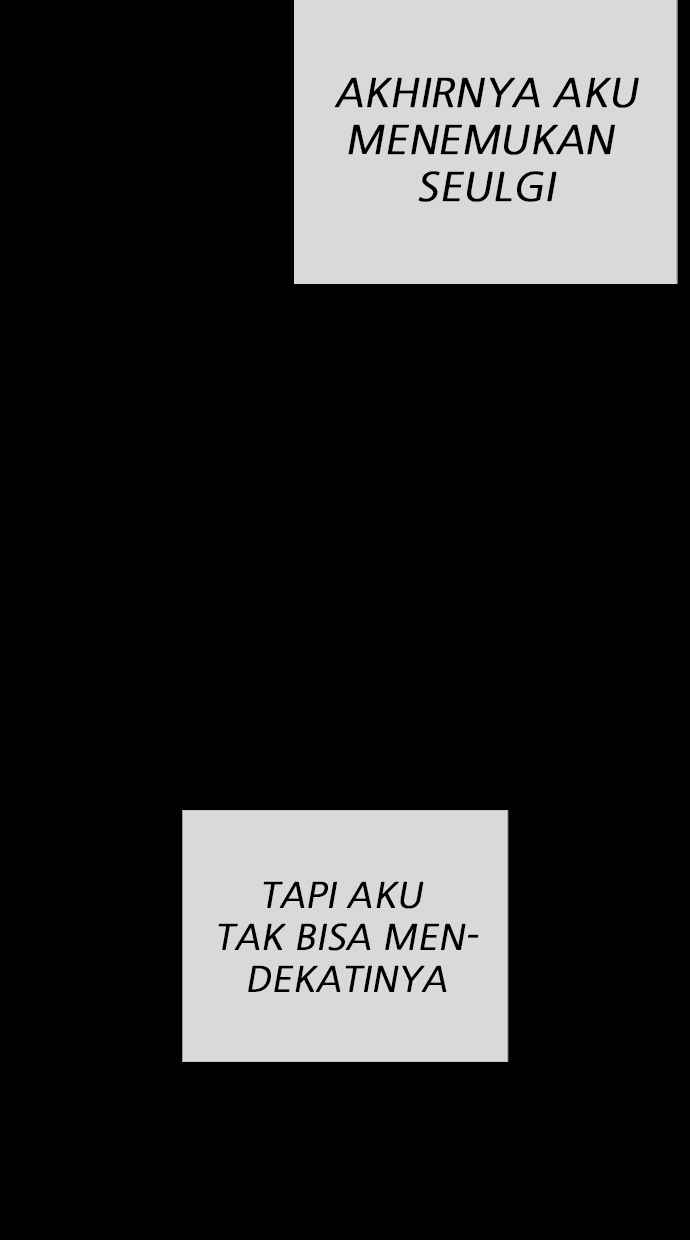 AKHIRNYA AKU
MENEMUKAN
SEULGI
TAPI AKU
TAK BISA MEN-
DEKATINYA